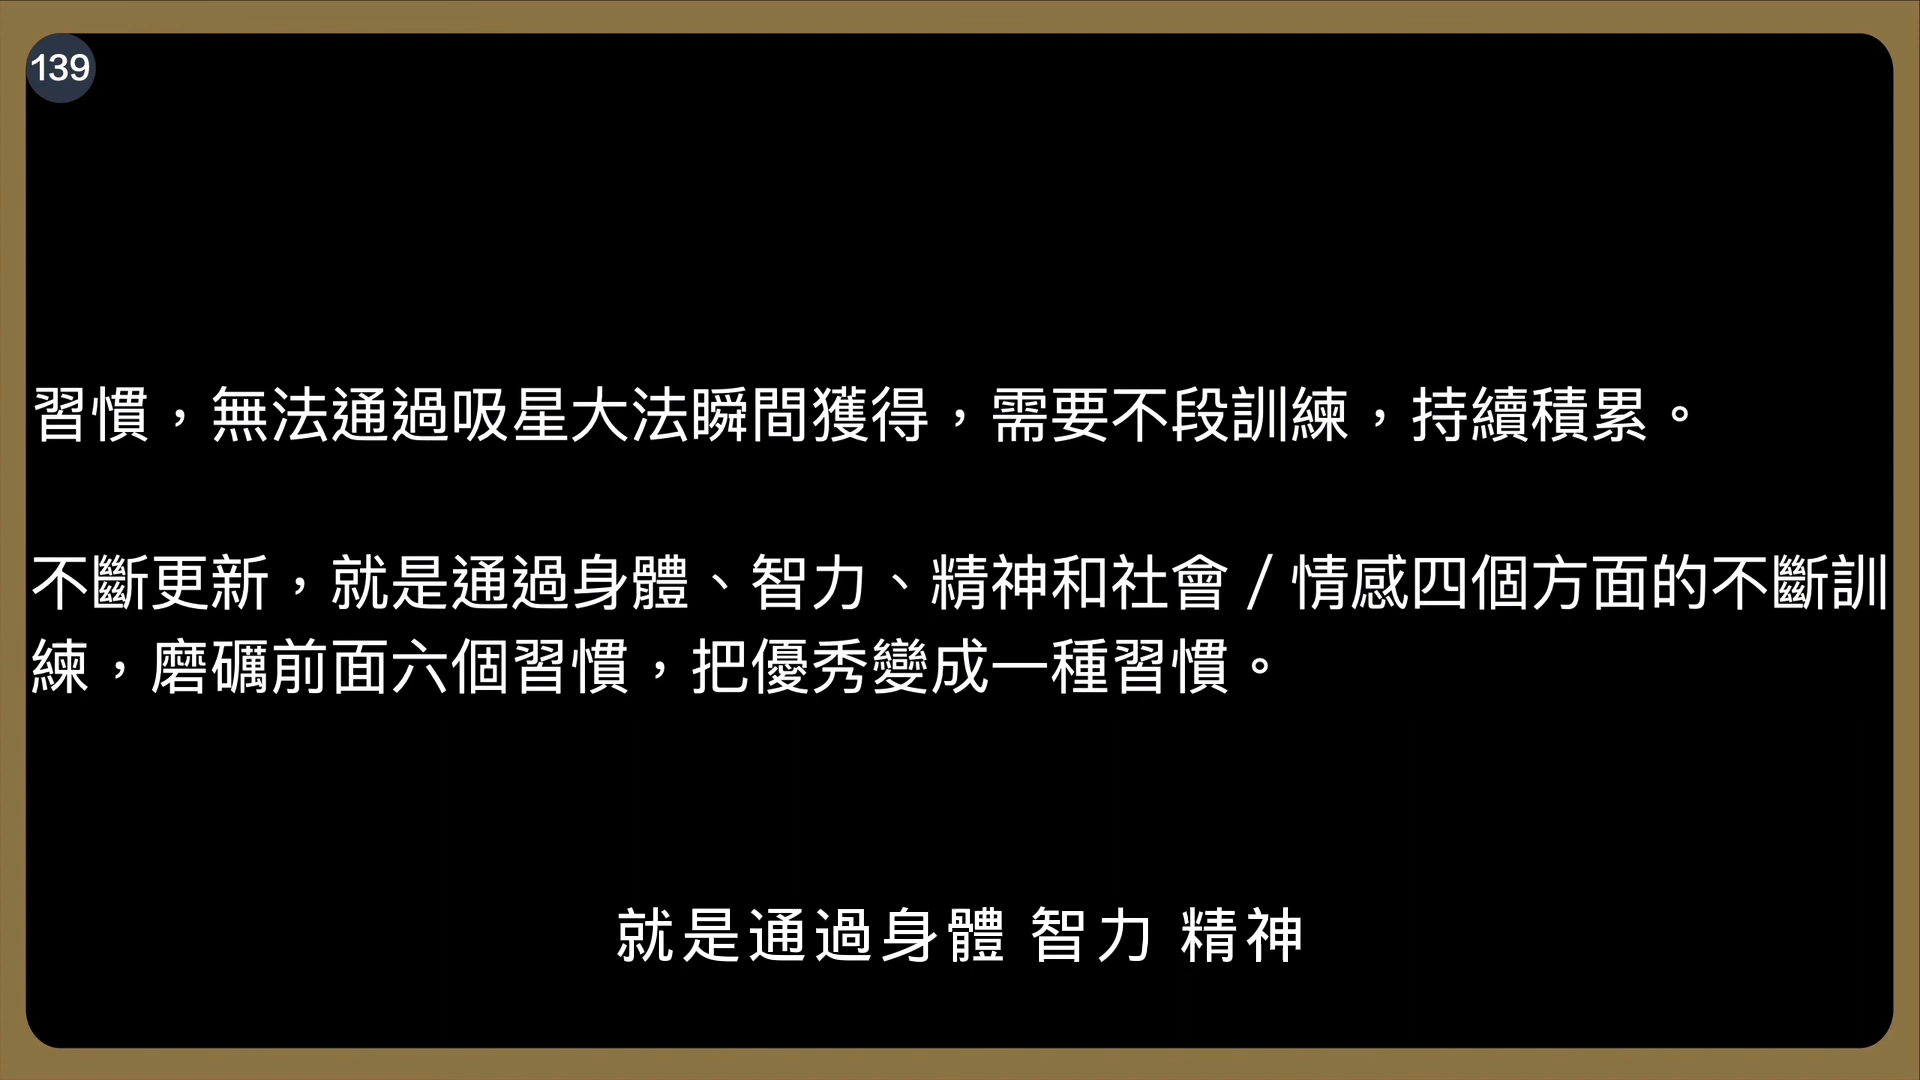 139
習慣，無法通過吸星大法瞬間獲得，需要不段訓練，持續積累。
不斷更新，就是通過身體、智力、精神和社會／情感四個方面的不斷訓
練，磨礪前面六個習慣，把優秀變成一種習慣。
就是通過身體 智力 精神